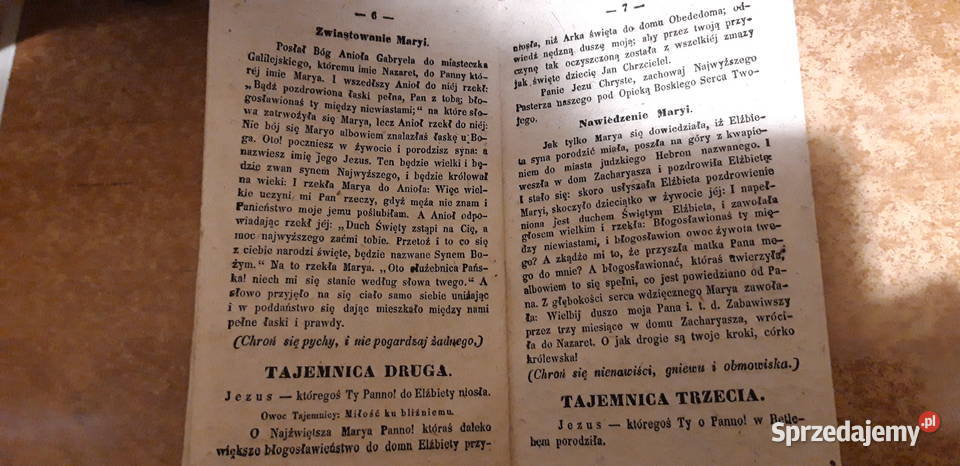 — 6 —
Zwiastowanie Maryi.
Posłał Bóg Anioła Gabryela do miasteczka
Galilejskiego, któremu imie Nazaret, do Panny któ-
réj imie Marya. I wszedłszy Anioł do niéj rzekł:
„Bądź pozdrowiona łaski pełna, Pan z tobą; bło-
gosławionaś ty między niewiastami;" na które sło-
wa zatrwożyła się Marya, lecz Anioł rzekł do niéj:
Nie bój się Maryo albowiem znalazłaś łaskę u Bo-
ga. Oto! poczniesz w żywocie i porodzisz syna: a
nazwiesz imię jego Jezus. Ten będzie wielki i bę-
dzie zwan synem Najwyższego, i będzie królował
na wieki: I rzekła Marya do Anioła: Więc wiel-
kie uczyni mi Pan rzeczy, gdyż męża nie znam i
Panieństwo moje jemu poślubiłam. A Anioł odpo-
wiadając rzekł jéj: „Duch Święty zstąpi na Cię, a
moc najwyższego zaćmi tobie. Przetoż i to co się
z ciebie narodzi święte, będzie nazwane Synem Bo-
żym." Na to rzekła Marya. „Oto służebnica Pańs-
ka! niech mi się stanie według słowa twego." A
słowo przyjęło na się ciało samo siebie uniżając
i w poddaństwo się dając mieszkało między nami
pełne łaski i prawdy.
(Chroń się pychy, i nie pogardzaj żadnego.)
TAJEMNICA DRUGA.
Jezus — któregoś Ty Panno! do Elżbiety niosła.
Owoc Tajemnicy: Miłość ku bliźniemu.
O Najświętsza Marya Panno! któraś daleko
większe błogosławieństwo do domn Elżbiety przy-
— 7 —
niosła, niż Arka święta do domu Obededoma; od-
wiedź nędzną duszę moją; aby przez twoją przy-
czynę tak oczyszczoną została z wszelkiéj zmazy
jak święte dziecię Jan Chrzciciel.
Panie Jezu Chryste, zachowaj Najwyższego
Pasterza naszego pod Opieką Boskiego Serca Two-
jego.
Nawiedzenie Maryi.
Jak tylko Marya się dowiedziała, iż Elżbie-
ta syna porodzić miała, poszła na góry z kwapie-
niem do miasta judzkiego Hebron nazwannego. I
weszła w dom Zacharyasza i pozdrowiła Elżbietę
I stało się: skoro usłyszała Elżbieta pozdrowienie
Maryi, skoczyło dzieciątko w żywocie jéj: I napeł-
niona jest duchem Świętym Elżbieta, i zawołała
głosem wielkim i rzekła: Błogosławionaś ty mię-
dzy niewiastami, i błogosławion owoc żywota twe-
go? A zkądże mi to, że przyszła matka Pana me-
go do mnie? A błogosławionać, któraś uwierzyła,
albowiem to się spełni, co jest powiedziano od Pa-
na. Z głębokości serca wdzięcznego Marya zawoła-
ła: Wielbij duszo moja Pana i. t. d. Zabawiwszy
przez trzy miesiące w domu Zacharyasza, wróci-
ła do Nazaret. O jak drogie są twoje kroki, córko
królewska!
(Chroń się nienawiści, gniewu i obmowiska.)
TAJEMNICA TRZECIA.
Jezus — któregoś Ty o Panno! w Betle-
hem porodziła.
Sprzedajemy.pl